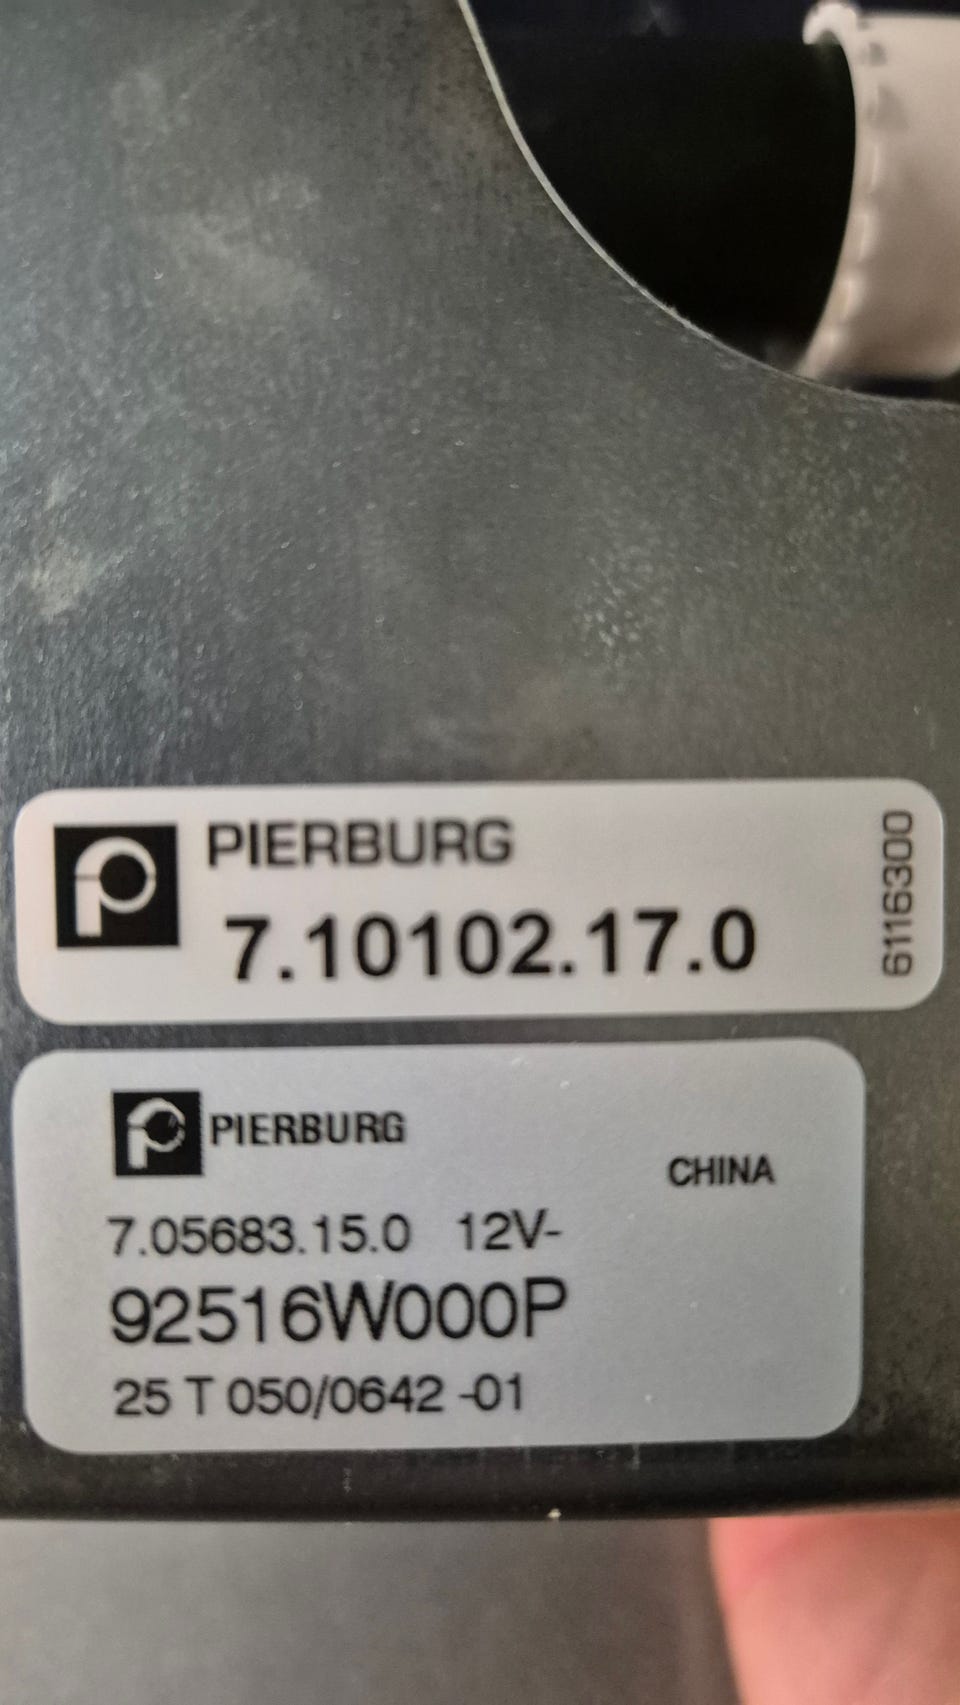 PIERBURG
7.10102.17.0
6116300
PIERBURG
CHINA
7.05683.15.0 12V-
92516W000P
25 T 050/0642 -01